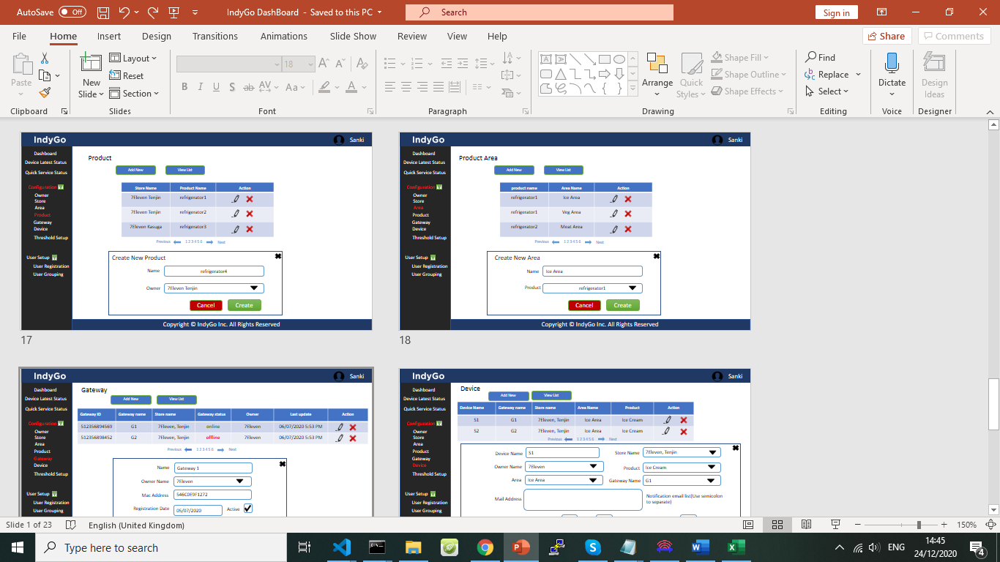 AutoSave Off IndyGo DashBoard - Saved to this PC Search Sign in
File Home Insert Design Transitions Animations Slide Show Review View Help Share Comments
Paste New Slide Layout Reset Section 18 Shape Fill Shape Outline Shape Effects Arrange Quick Styles Find Replace Select Dictate Design Ideas
Clipboard Slides Font Paragraph Drawing Editing Voice Designer
IndyGo Sanki
Dashboard
Device Latest Status
Quick Service Status
Configuration
Owner
Store
Area
Product
Gateway
Device
Threshold Setup
User Setup
User Registration
User Grouping
Product
Add New View List
Store Name Product Name Action
7Eleven Tenjin refrigerator1
7Eleven Tenjin refrigerator2
7Eleven Kasuga refrigerator3
Previous 1 2 3 4 5 6 Next
Create New Product
Name refrigerator4
Owner 7Eleven Tenjin
Cancel Create
Copyright © IndyGo Inc. All Rights Reserved
17
IndyGo Sanki
Dashboard
Device Latest Status
Quick Service Status
Configuration
Owner
Store
Area
Product
Gateway
Device
Threshold Setup
User Setup
User Registration
User Grouping
Product Area
Add New View List
product name Area Name Action
refrigerator1 Ice Area
refrigerator1 Veg Area
refrigerator2 Meat Area
Previous 1 2 3 4 5 6 Next
Create New Area
Name Ice Area
Product refrigerator1
Cancel Create
Copyright © IndyGo Inc. All Rights Reserved
18
IndyGo Sanki
Dashboard
Device Latest Status
Quick Service Status
Configuration
Owner
Store
Area
Product
Gateway
Device
Threshold Setup
User Setup
User Registration
User Grouping
Gateway
Add New View List
Gateway ID Gateway name Store name Gateway status Owner Last update Action
512356894569 G1 7Eleven, Tenjin online 7Eleven 06/07/2020 5:53 PM
512356898452 G2 7Eleven, Tenjin offline 7Eleven 06/07/2020 5:53 PM
Previous 1 2 3 4 5 6 Next
Name Gateway 1
Owner Name 7Eleven
Mac Address 546C0E9F1272
Registration Date 05/07/2020 Active
IndyGo Sanki
Dashboard
Device Latest Status
Quick Service Status
Configuration
Owner
Store
Area
Product
Gateway
Device
Threshold Setup
User Setup
User Registration
User Grouping
Device
Add New View List
Device Name Gateway name Store name Area Name Product Action
S1 G1 7Eleven, Tenjin Ice Area Ice Cream
S2 G2 7Eleven, Tenjin Ice Area Ice Cream
Previous 1 2 3 4 5 6 Next
Device Name S1 Store Name 7Eleven, Tenjin
Owner Name 7Eleven Product Ice Cream
Area Ice Area Gateway Name G1
Mail Address Notification email list(Use semicolon
to separate)
Slide 1 of 23 English (United Kingdom) 150%
Type here to search ENG 14:45
24/12/2020 4